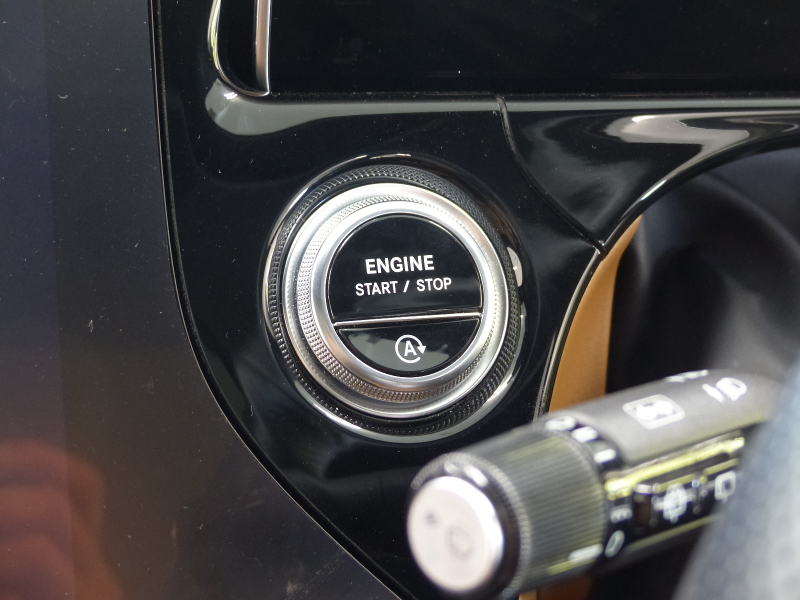 ENGINE
START / STOP
A